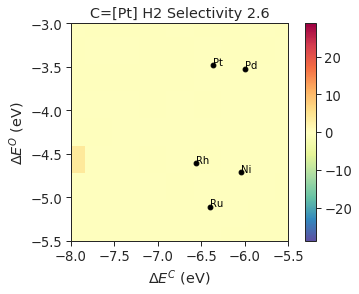 C=[Pt] H2 Selectivity 2.6
−3.0
−3.5
−4.0
−4.5
−5.0
−5.5
ΔE^O (eV)
Pt
Pd
Rh
Ni
Ru
−8.0 −7.5 −7.0 −6.5 −6.0 −5.5
ΔE^C (eV)
20
10
0
−10
−20